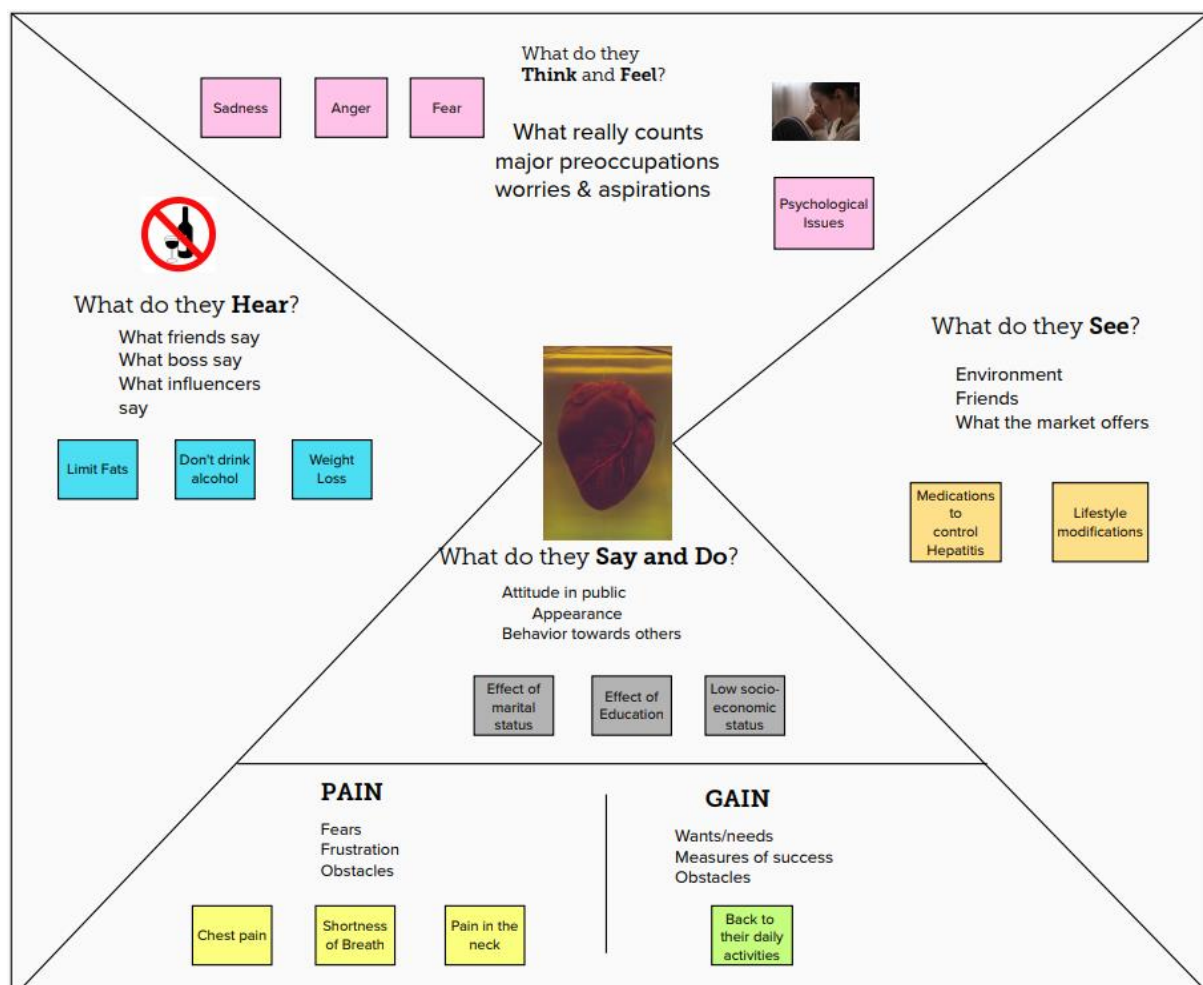 What do they
Think and Feel?
Sadness
Anger
Fear
What really counts
major preoccupations
worries & aspirations
Psychological
Issues
What do they Hear?
What friends say
What boss say
What influencers
say
Limit Fats
Don't drink
alcohol
Weight
Loss
What do they See?
Environment
Friends
What the market offers
Medications
to
control
Hepatitis
Lifestyle
modifications
What do they Say and Do?
Attitude in public
Appearance
Behavior towards others
Effect of
marital
status
Effect of
Education
Low socio-
economic
status
PAIN
Fears
Frustration
Obstacles
Chest pain
Shortness
of Breath
Pain in the
neck
GAIN
Wants/needs
Measures of success
Obstacles
Back to
their daily
activities